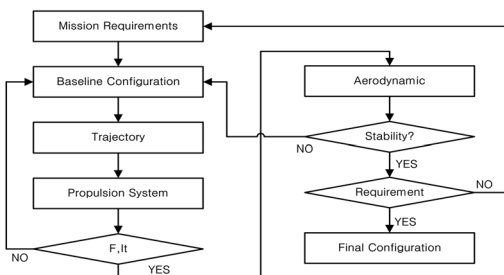 Mission Requirements
Baseline Configuration
Trajectory
Propulsion System
F,It
NO
YES
Aerodynamic
Stability?
NO
YES
Requirement
NO
YES
Final Configuration